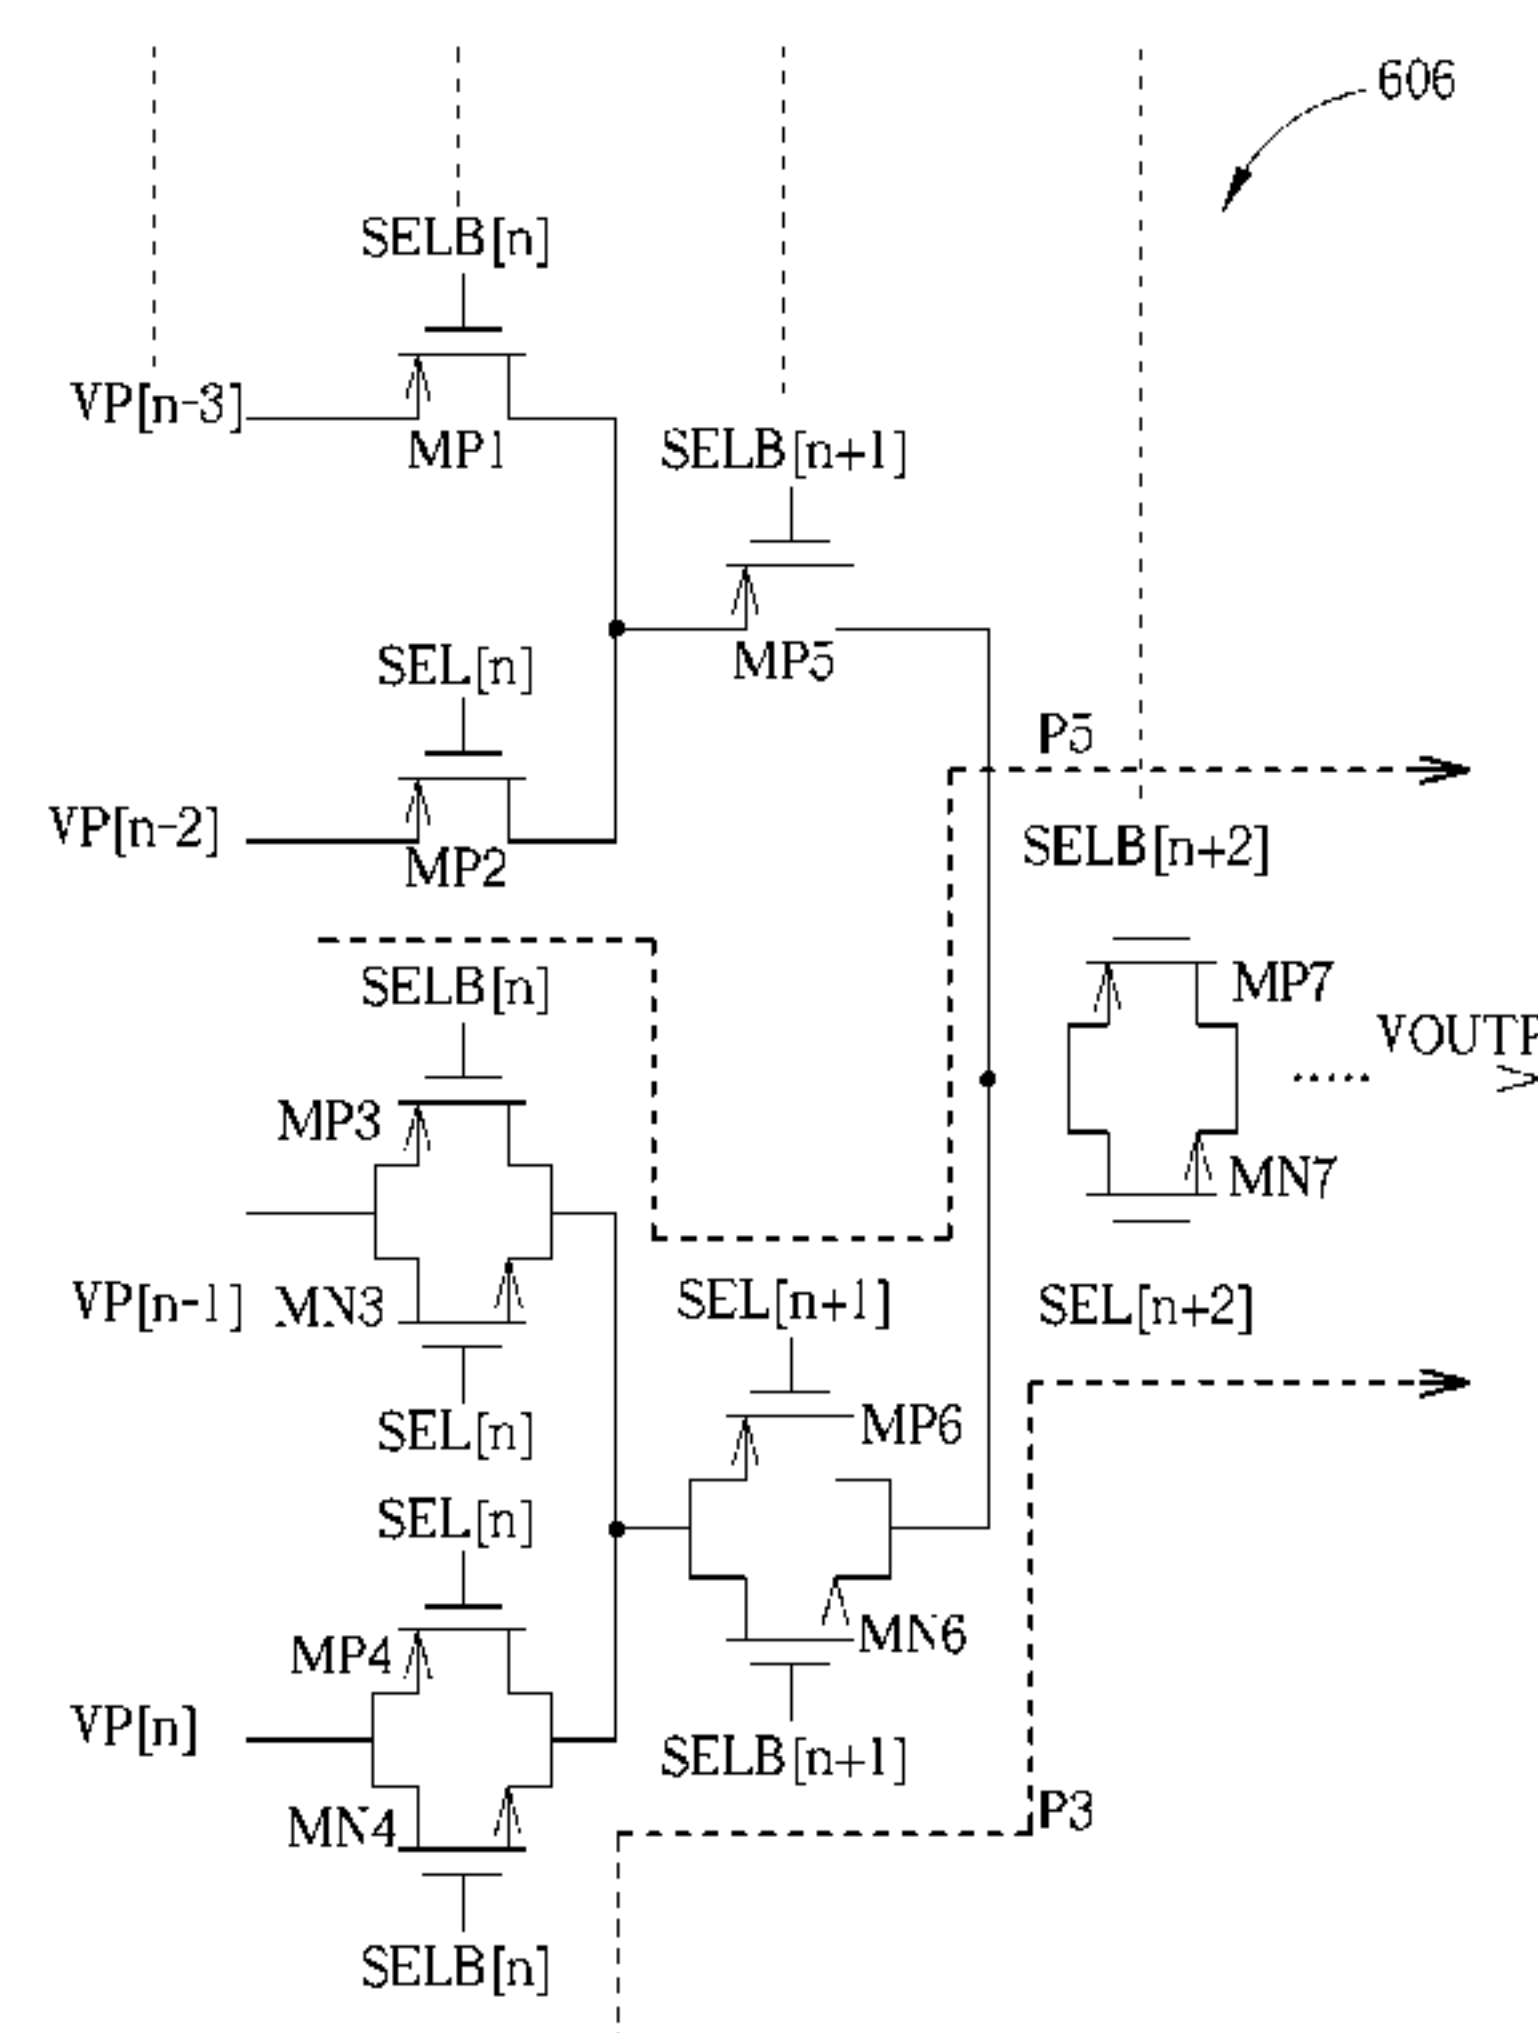 606
SELB[n]
VP[n-3]
MP1
SELB[n+1]
MP5
SEL[n]
VP[n-2]
MP2
P5
SELB[n+2]
SELB[n]
MP7
VOUTP
MP3
MN7
VP[n-1]
MN3
SEL[n+1]
SEL[n+2]
SEL[n]
MP6
SEL[n]
MN6
MP4
VP[n]
SELB[n+1]
MN4
P3
SELB[n]